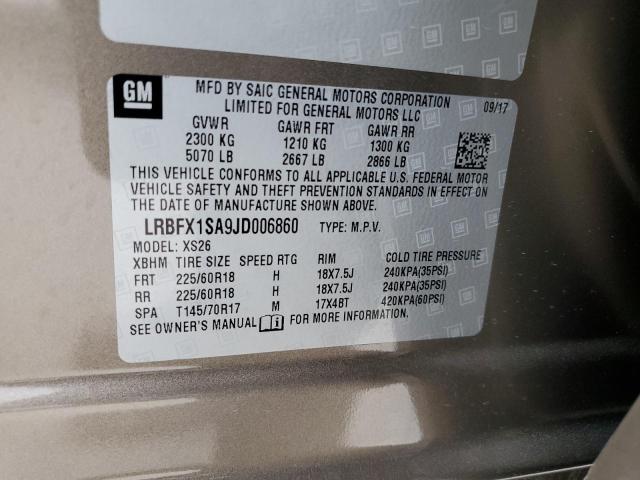 GM
MFD BY SAIC GENERAL MOTORS CORPORATION
LIMITED FOR GENERAL MOTORS LLC
09/17
GVWR GAWR FRT GAWR RR
2300 KG 1210 KG 1300 KG
5070 LB 2667 LB 2866 LB
THIS VEHICLE CONFORMS TO ALL APPLICABLE U.S. FEDERAL MOTOR
VEHICLE SAFETY AND THEFT PREVENTION STANDARDS IN EFFECT ON
THE DATE OF MANUFACTURE SHOWN ABOVE.
LRBFX1SA9JD006860 TYPE: M.P.V.
MODEL: XS26
XBHM TIRE SIZE SPEED RTG RIM COLD TIRE PRESSURE
FRT 225/60R18 H 18X7.5J 240KPA(35PSI)
RR 225/60R18 H 18X7.5J 240KPA(35PSI)
SPA T145/70R17 M 17X4BT 420KPA(60PSI)
SEE OWNER'S MANUAL FOR MORE INFORMATION